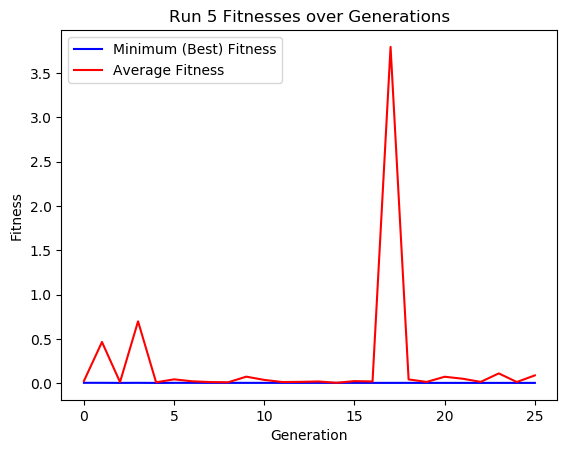 Run 5 Fitnesses over Generations
Minimum (Best) Fitness
Average Fitness
Fitness
3.5
3.0
2.5
2.0
1.5
1.0
0.5
0.0
0 5 10 15 20 25
Generation